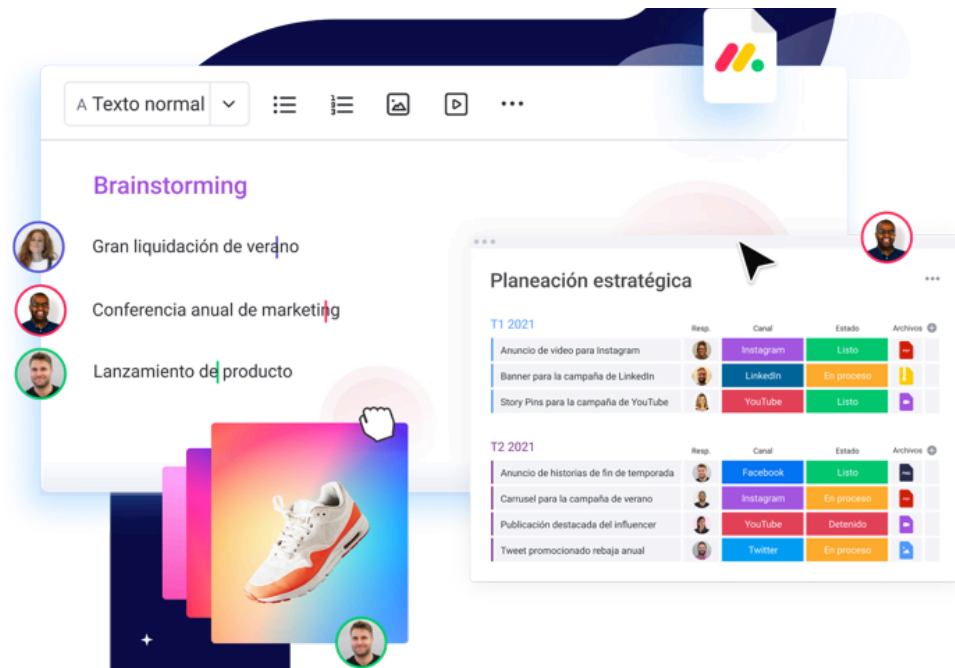 A Texto normal
Brainstorming
Gran liquidación de verano
Conferencia anual de marketing
Lanzamiento de producto
Planeación estratégica
T1 2021 Resp. Canal Estado Archivos
Anuncio de video para Instagram Instagram Listo
Banner para la campaña de LinkedIn LinkedIn En proceso
Story Pins para la campaña de YouTube YouTube Listo
T2 2021 Resp. Canal Estado Archivos
Anuncio de historias de fin de temporada Facebook Listo
Carrusel para la campaña de verano Instagram En proceso
Publicación destacada del influencer YouTube Detenido
Tweet promocionado rebaja anual Twitter En proceso